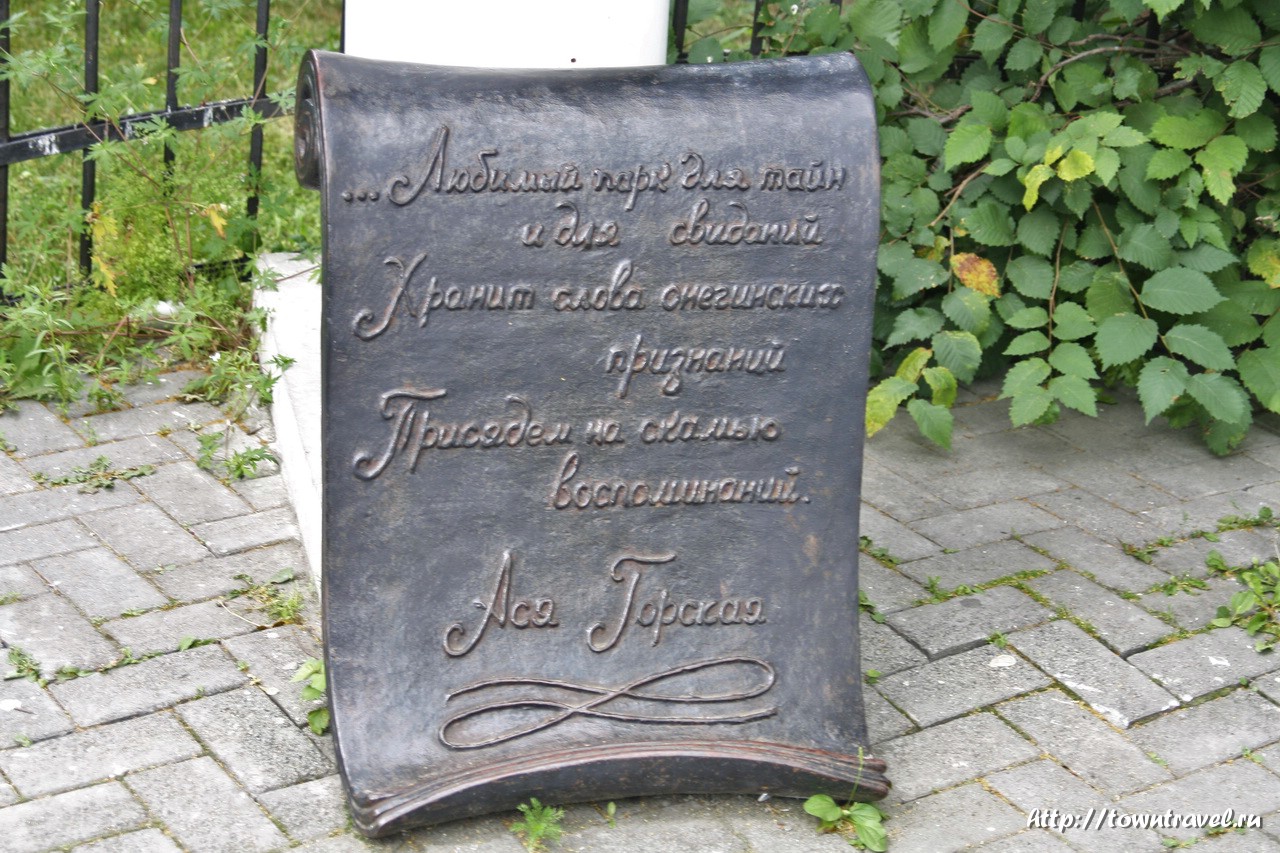 ...Любимый парк для тайн
и для свиданий
Хранит слова онегинских
признаний
Присядем на скамью
воспоминаний.
Ася Горская
Http://towntravel.ru